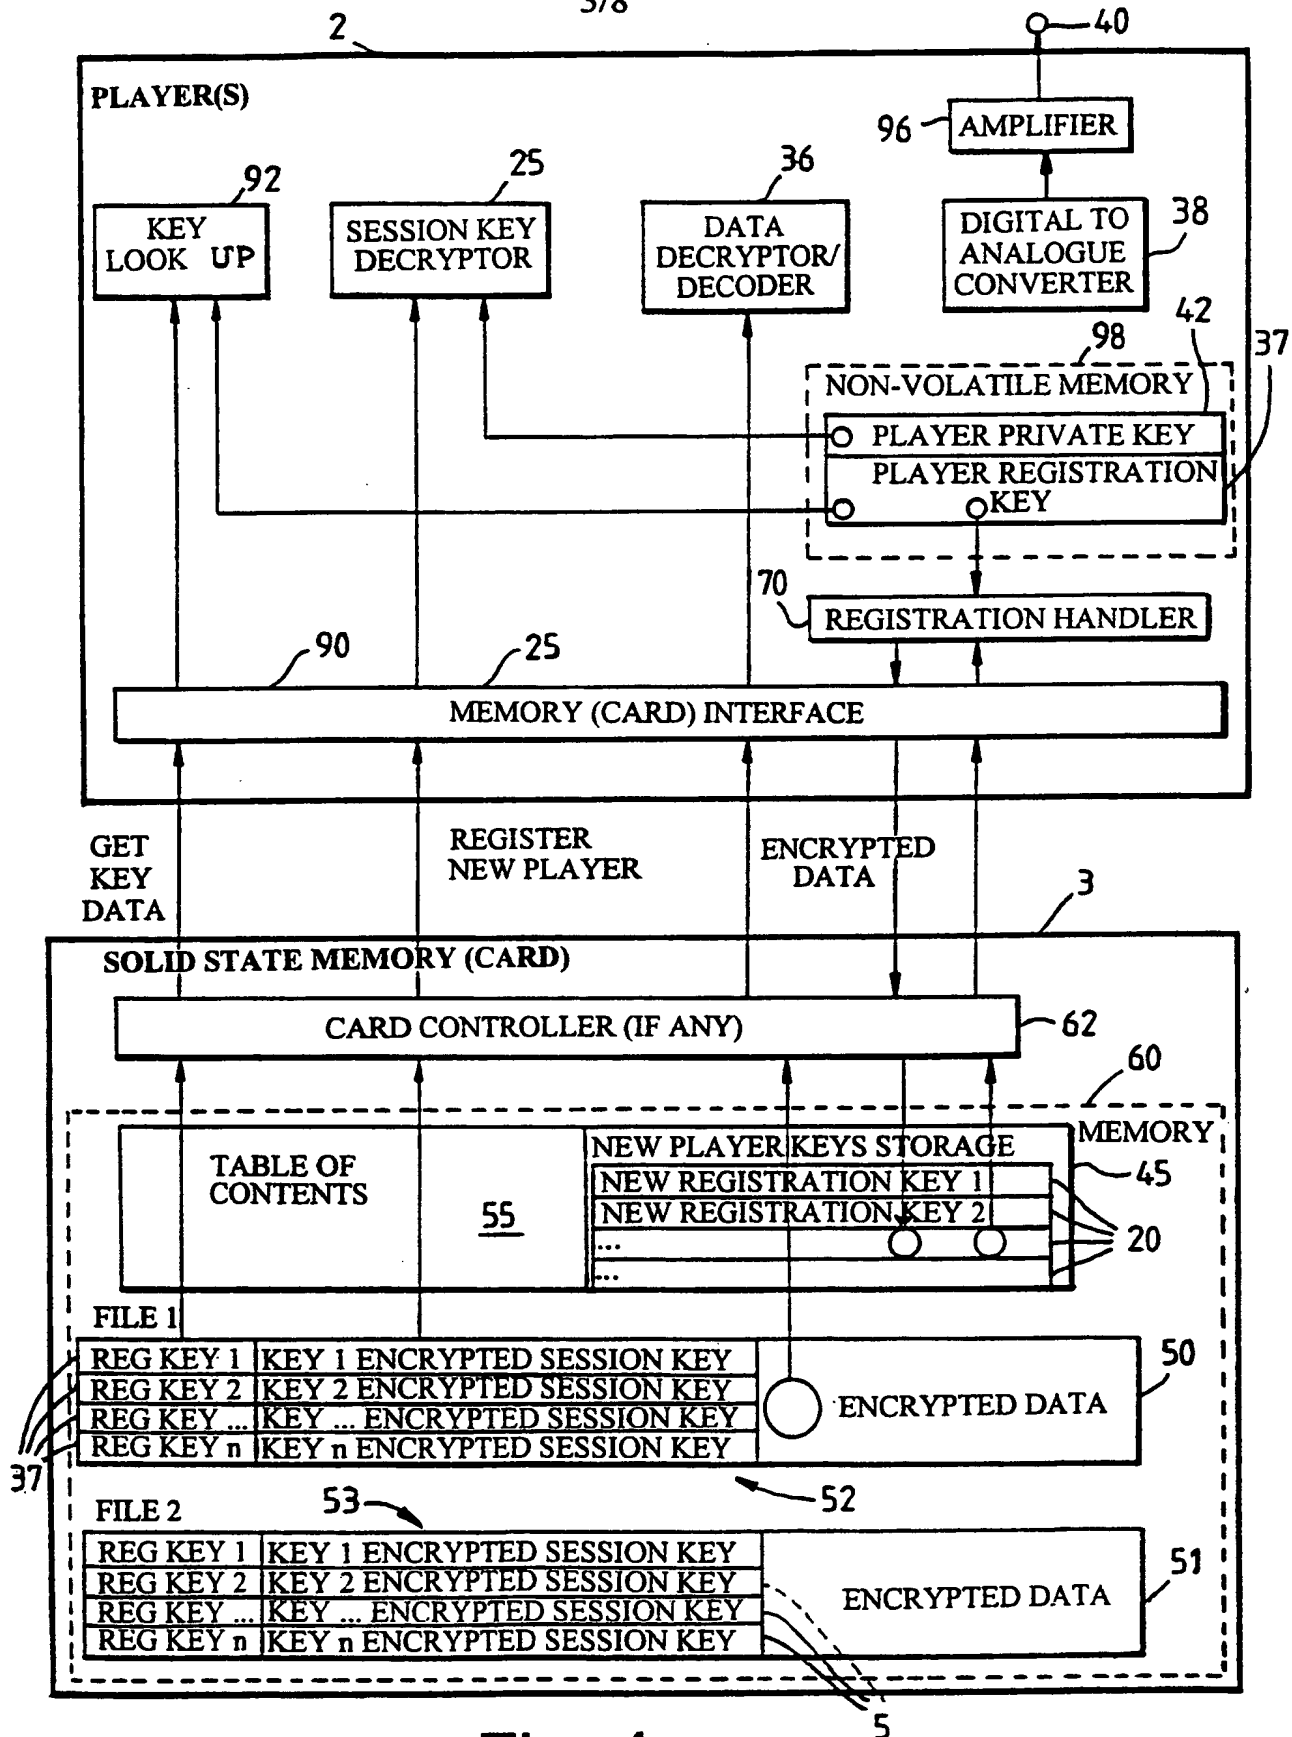 3/8
2
40
PLAYER(S)
96
AMPLIFIER
92
25
36
KEY
LOOK UP
SESSION KEY
DECRYPTOR
DATA
DECRYPTOR/
DECODER
DIGITAL TO
ANALOGUE
CONVERTER
38
42
37
98
NON-VOLATILE MEMORY
PLAYER PRIVATE KEY
PLAYER REGISTRATION
KEY
70
REGISTRATION HANDLER
90
25
MEMORY (CARD) INTERFACE
GET
KEY
DATA
REGISTER
NEW PLAYER
ENCRYPTED
DATA
3
SOLID STATE MEMORY (CARD)
CARD CONTROLLER (IF ANY)
62
60
MEMORY
TABLE OF
CONTENTS
55
NEW PLAYER KEYS STORAGE
NEW REGISTRATION KEY 1
NEW REGISTRATION KEY 2
...
...
45
20
FILE 1
REG KEY 1 KEY 1 ENCRYPTED SESSION KEY
REG KEY 2 KEY 2 ENCRYPTED SESSION KEY
REG KEY ... KEY ... ENCRYPTED SESSION KEY
REG KEY n KEY n ENCRYPTED SESSION KEY
ENCRYPTED DATA
50
37
52
FILE 2
53
REG KEY 1 KEY 1 ENCRYPTED SESSION KEY
REG KEY 2 KEY 2 ENCRYPTED SESSION KEY
REG KEY ... KEY ... ENCRYPTED SESSION KEY
REG KEY n KEY n ENCRYPTED SESSION KEY
ENCRYPTED DATA
51
5